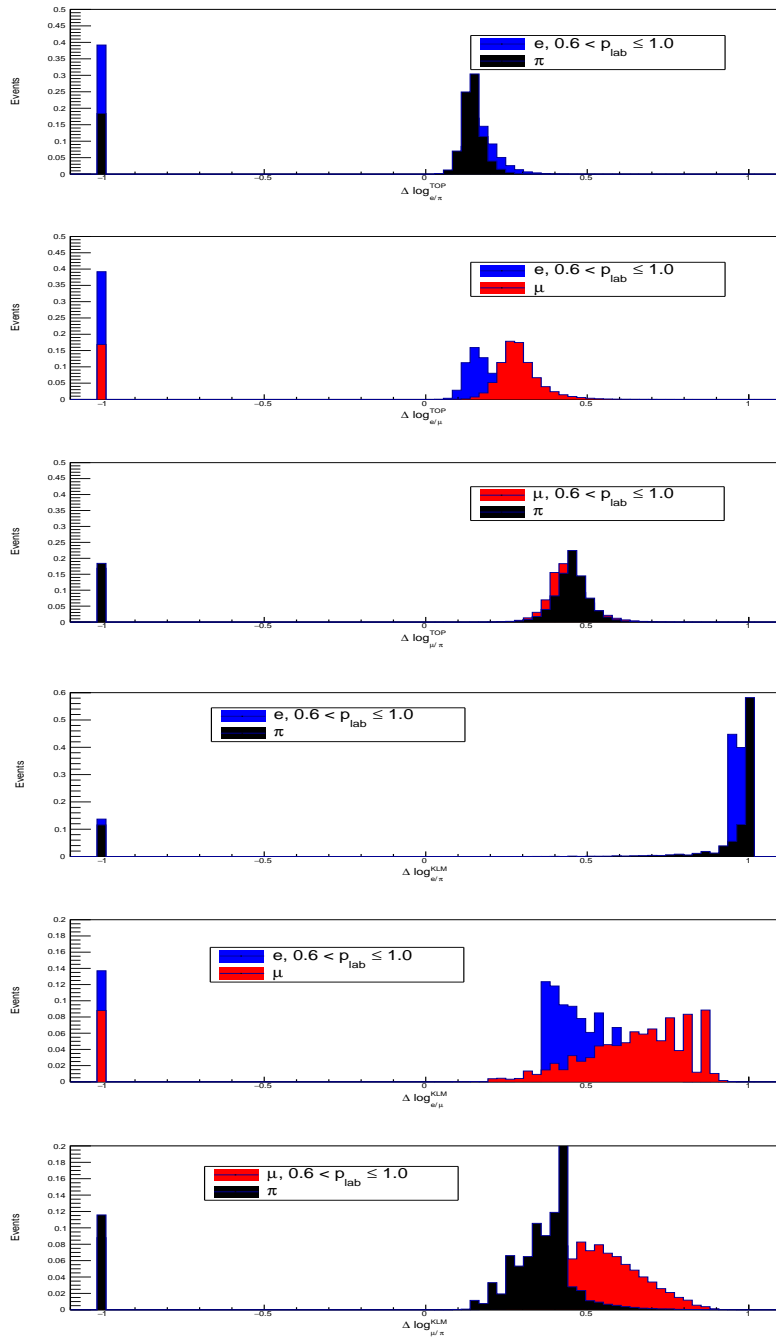 Events
0.5
0.45
0.4
0.35
0.3
0.25
0.2
0.15
0.1
0.05
0
e, 0.6 < p_lab ≤ 1.0
π
−1 −0.5 0 0.5 1
Δ log^TOP_e/π
Events
0.5
0.45
0.4
0.35
0.3
0.25
0.2
0.15
0.1
0.05
0
e, 0.6 < p_lab ≤ 1.0
μ
−1 −0.5 0 0.5 1
Δ log^TOP_e/μ
Events
0.5
0.45
0.4
0.35
0.3
0.25
0.2
0.15
0.1
0.05
0
μ, 0.6 < p_lab ≤ 1.0
π
−1 −0.5 0 0.5 1
Δ log^TOP_μ/π
Events
0.6
0.5
0.4
0.3
0.2
0.1
0
e, 0.6 < p_lab ≤ 1.0
π
−1 −0.5 0 0.5 1
Δ log^KLM_e/π
Events
0.2
0.18
0.16
0.14
0.12
0.1
0.08
0.06
0.04
0.02
0
e, 0.6 < p_lab ≤ 1.0
μ
−1 −0.5 0 0.5 1
Δ log^KLM_e/μ
Events
0.2
0.18
0.16
0.14
0.12
0.1
0.08
0.06
0.04
0.02
0
μ, 0.6 < p_lab ≤ 1.0
π
−1 −0.5 0 0.5 1
Δ log^KLM_μ/π